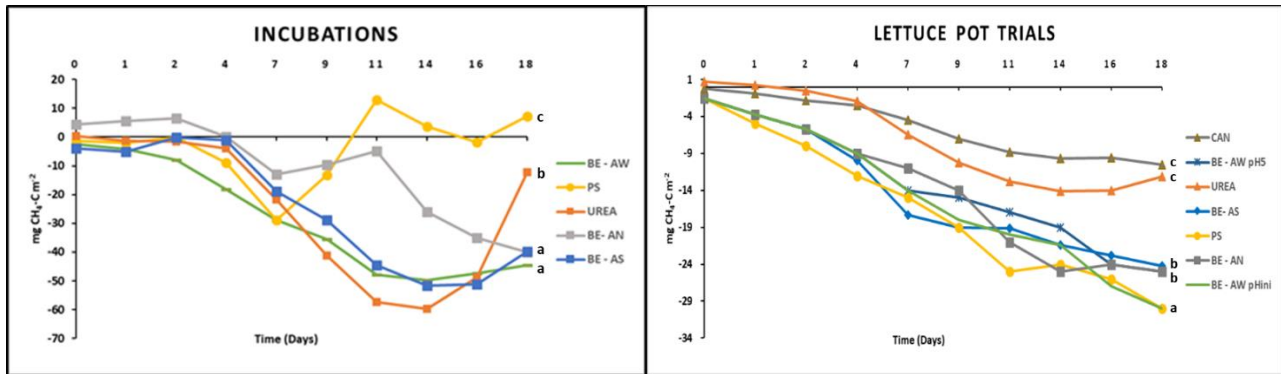 INCUBATIONS
0 1 2 4 7 9 11 14 16 18
20
10
0
-10
-20
-30
-40
-50
-60
-70
mg CH₄-C m⁻²
Time (Days)
c
b
a
a
BE - AW
PS
UREA
BE- AN
BE - AS
LETTUCE POT TRIALS
0 1 2 4 7 9 11 14 16 18
1
-4
-9
-14
-19
-24
-29
-34
mg CH₄-C m⁻²
Time (Days)
c
c
b
b
a
CAN
BE - AW pH5
UREA
BE- AS
PS
BE - AN
BE - AW pHini